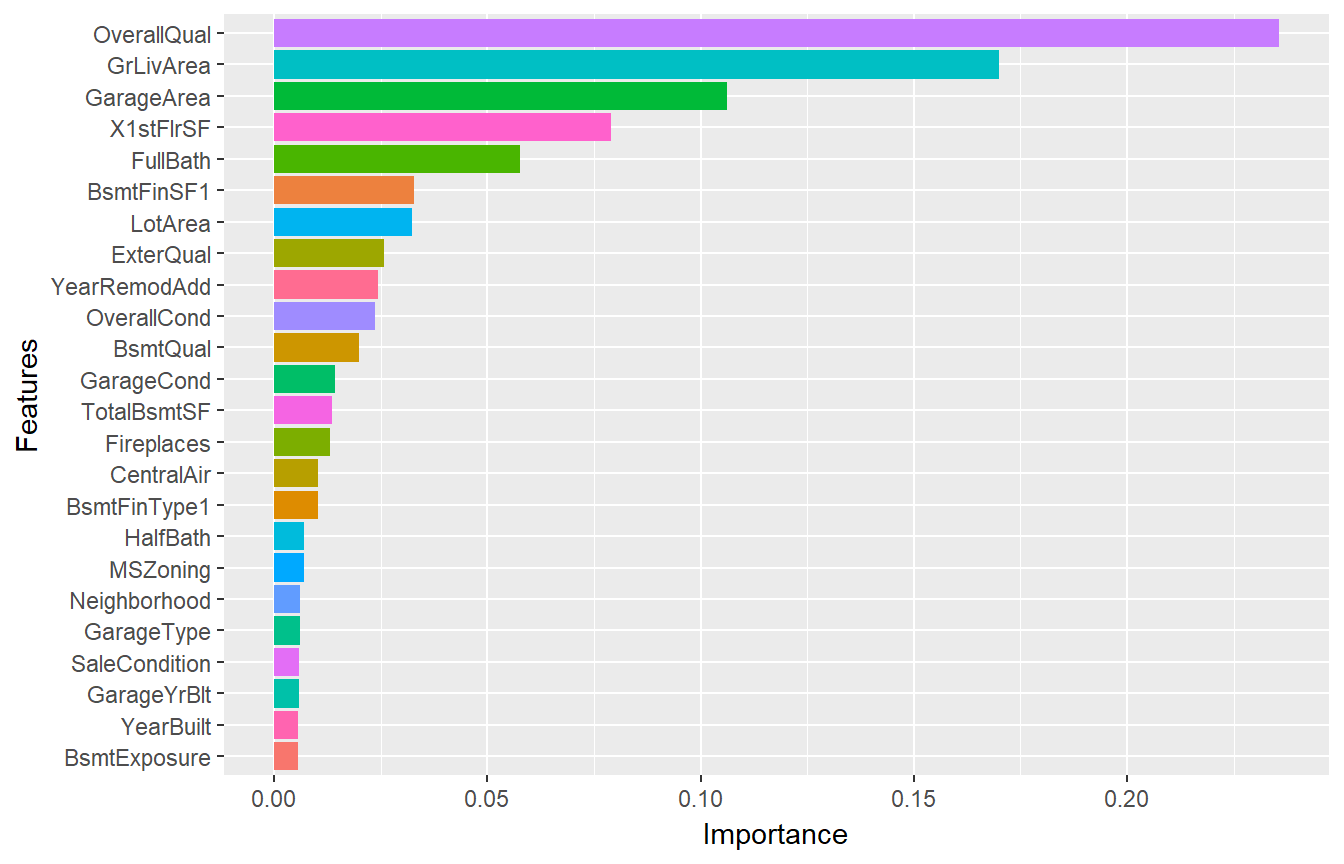 OverallQual
GrLivArea
GarageArea
X1stFlrSF
FullBath
BsmtFinSF1
LotArea
ExterQual
YearRemodAdd
OverallCond
BsmtQual
GarageCond
TotalBsmtSF
Fireplaces
CentralAir
BsmtFinType1
HalfBath
MSZoning
Neighborhood
GarageType
SaleCondition
GarageYrBlt
YearBuilt
BsmtExposure
Features
0.00 0.05 0.10 0.15 0.20
Importance